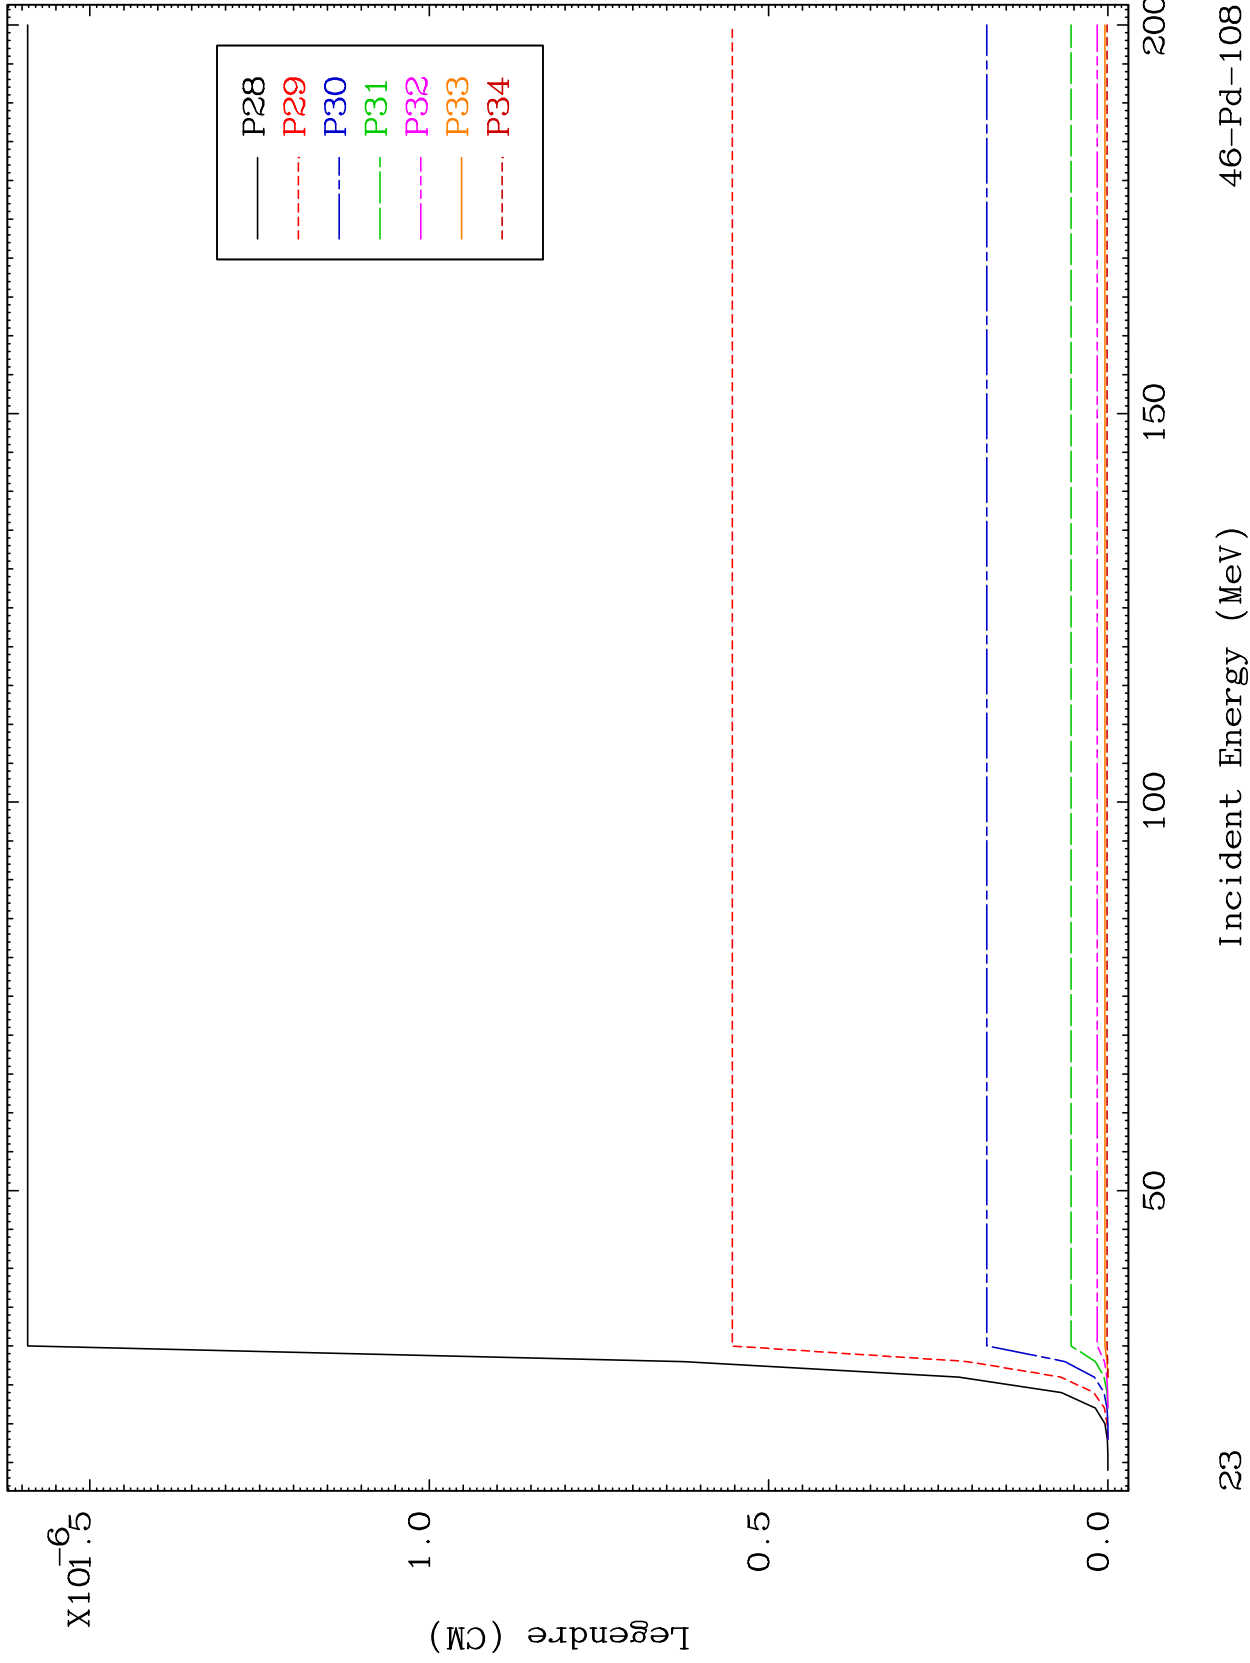 X10-6
1.5
1.0
0.5
0.0
Legendre (CM)
P28
P29
P30
P31
P32
P33
P34
50
100
150
200
23
Incident Energy (MeV)
46-Pd-108